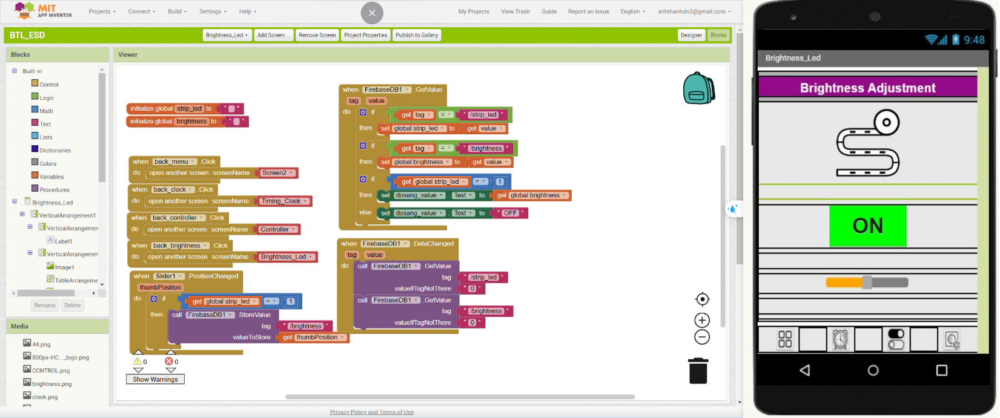 MIT
APP INVENTOR
Projects
Connect
Build
Settings
Help
My Projects
View Trash
Guide
Report an Issue
English
anhthanhdn2@gmail.com
BTL_ESD
Brightness_Led
Add Screen ...
Remove Screen
Project Properties
Publish to Gallery
Designer
Blocks
Blocks
Built-in
Control
Logic
Math
Text
Lists
Dictionaries
Colors
Variables
Procedures
Brightness_Led
VerticalArrangement1
VerticalArrangemen
Label1
VerticalArrangemen
Image1
TableArrangeme
Rename
Delete
Media
44.png
800px-HC..._logo.png
CONTROL.png
brightness.png
clock.png
Viewer
initialize global strip_led to " "
initialize global brightness to " "
when back_menu .Click
do open another screen screenName Screen2
when back_clock .Click
do open another screen screenName Timing_Clock
when back_controller .Click
do open another screen screenName Controller
when back_brightness .Click
do open another screen screenName Brightness_Led
when Slider1 .PositionChanged
thumbPosition
do if get global strip_led = 1
then call FirebaseDB1 .StoreValue
tag " /brightness "
valueToStore get thumbPosition
0 0
Show Warnings
when FirebaseDB1 .GotValue
tag value
do if get tag = " /strip_led "
then set global strip_led to get value
if get tag = " /brightness "
then set global brightness to get value
if get global strip_led = 1
then set dosang_value . Text to get global brightness
else set dosang_value . Text to " OFF "
when FirebaseDB1 .DataChanged
tag value
do call FirebaseDB1 .GetValue
tag " /strip_led "
valueIfTagNotThere " 0 "
call FirebaseDB1 .GetValue
tag " /brightness "
valueIfTagNotThere " 0 "
Privacy Policy and Terms of Use
9:48
Brightness_Led
Brightness Adjustment
ON